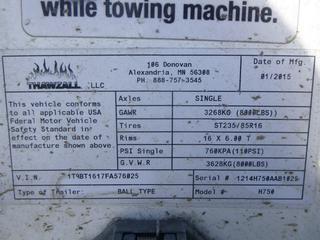 while towing machine.
THAWZALL LLC
106 Donovan
Alexandria, MN 56308
PH. 888-757-3545
Date of Mfg.
01/2015
This vehicle conforms
to all applicable USA
Federal Motor Vehicle
Safety Standard in
effect on the date of
manufacture shown above.
Axles SINGLE
GAWR 3268KG (8000LBS))
Tires ST235/85R16
Rims 16 X 6.00 T
PSI Single 760KPA(110PSI)
G.V.W.R 3628KG(8000LBS)
V.I.N. 1T9BT1617FA576025
Serial # 1214H750AAB1025
Type of Trailer: BALL TYPE
Model# H750